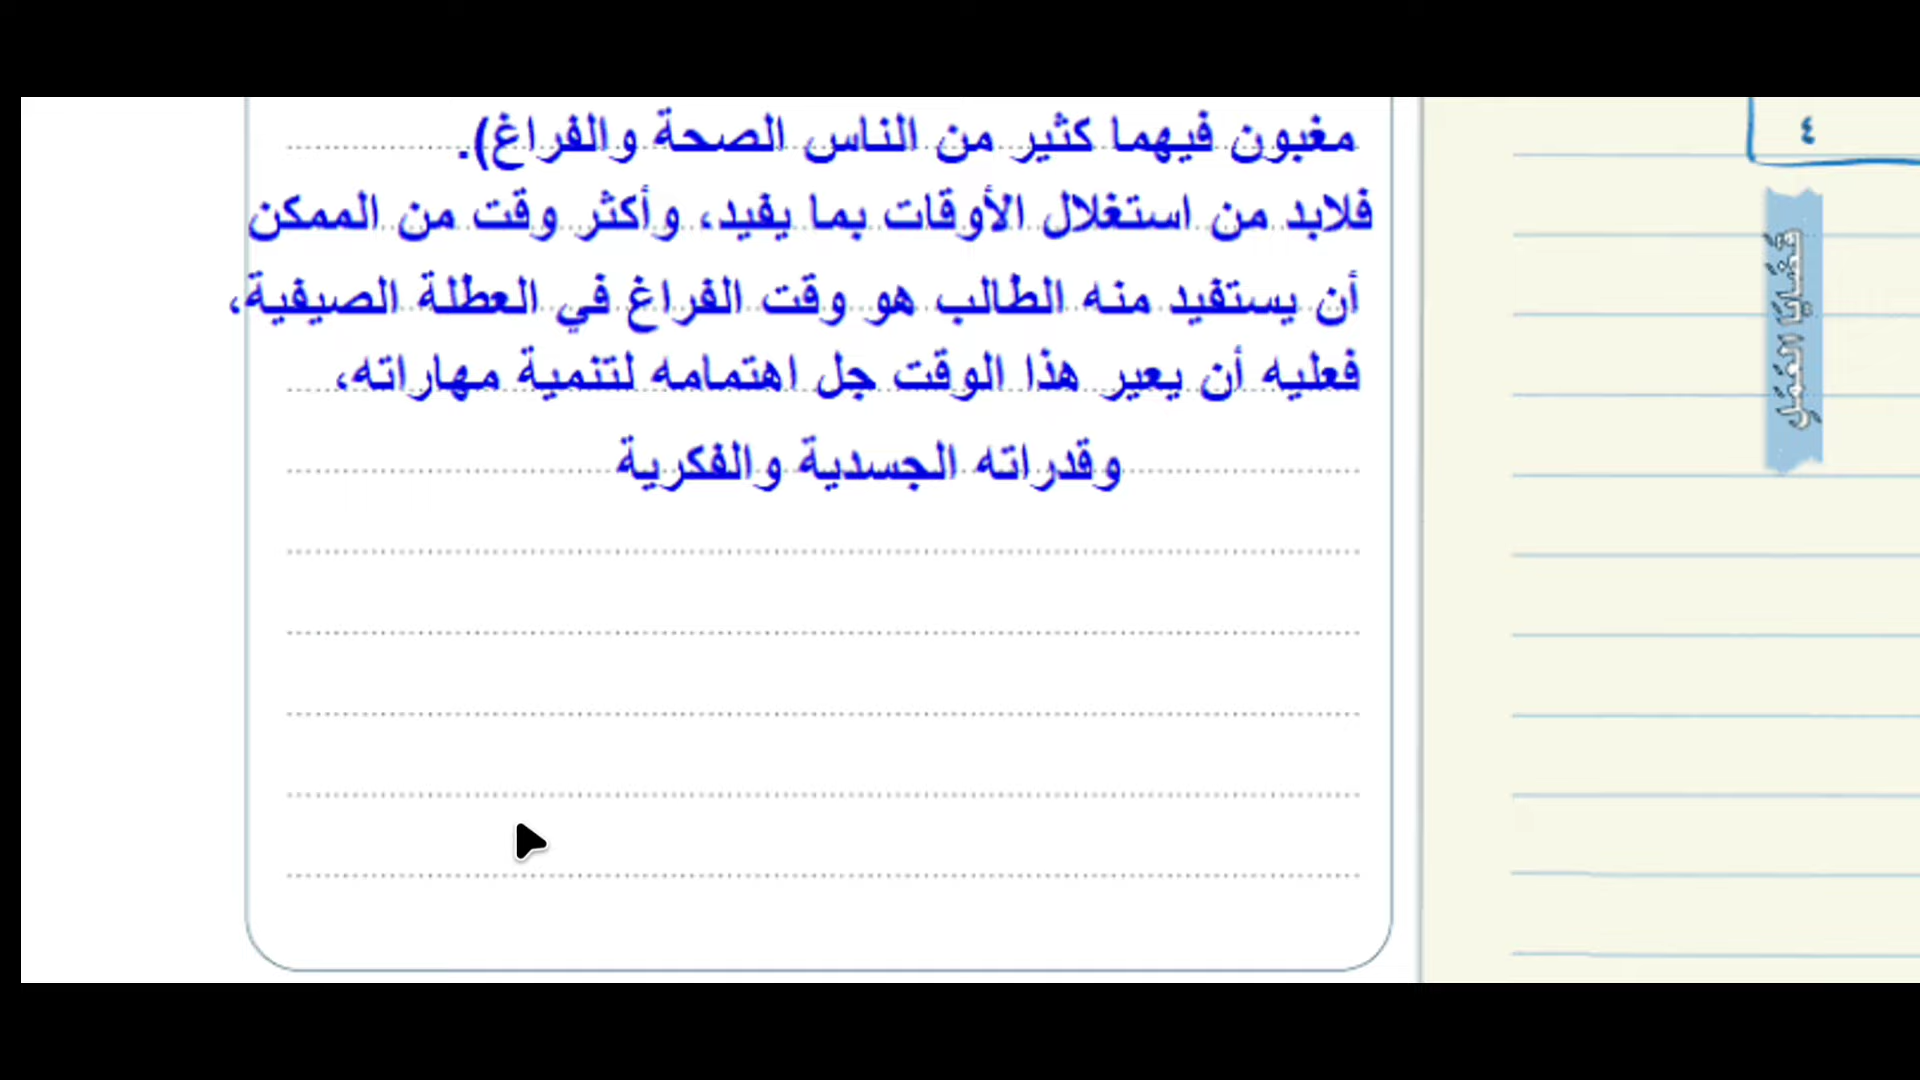 مغبون فيهما كثير من الناس الصحة والفراغ).
فلابد من استغلال الأوقات بما يفيد، وأكثر وقت من الممكن
أن يستفيد منه الطالب هو وقت الفراغ في العطلة الصيفية،
فعليه أن يعير هذا الوقت جل اهتمامه لتنمية مهاراته،
وقدراته الجسدية والفكرية
٤
قضايا العمل